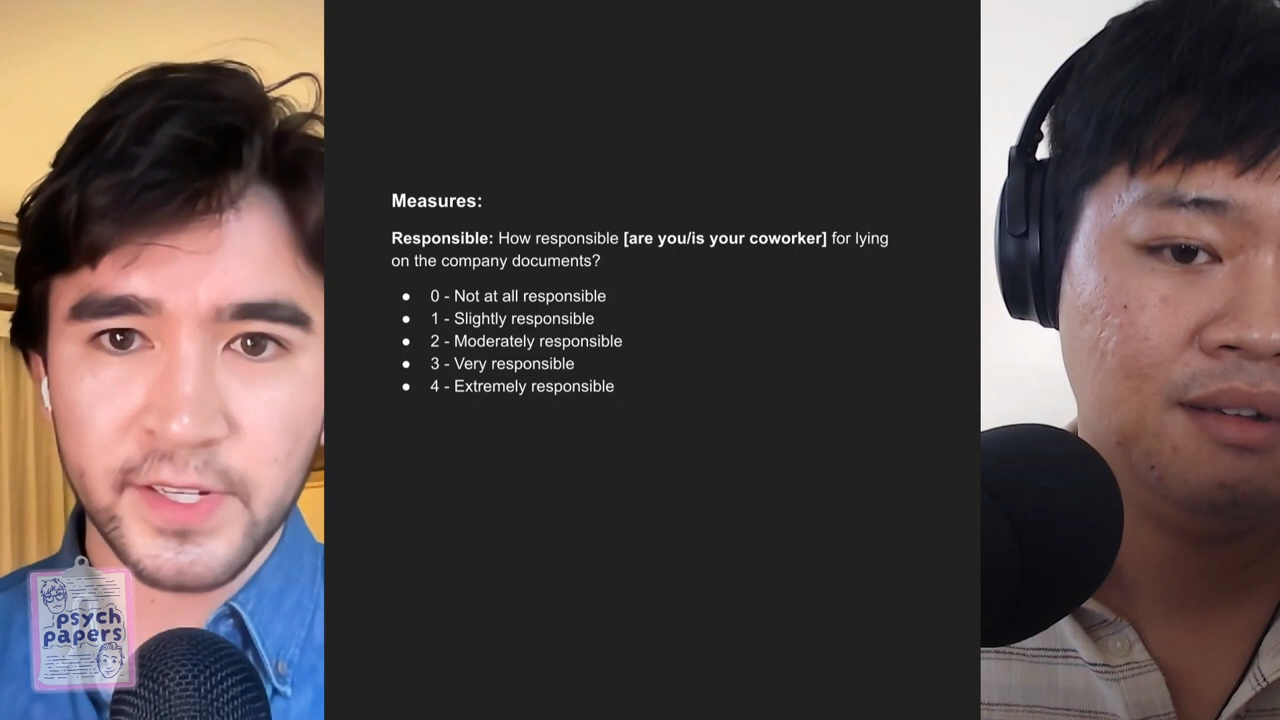 Measures:
Responsible: How responsible [are you/is your coworker] for lying
on the company documents?
● 0 - Not at all responsible
● 1 - Slightly responsible
● 2 - Moderately responsible
● 3 - Very responsible
● 4 - Extremely responsible
psych
papers